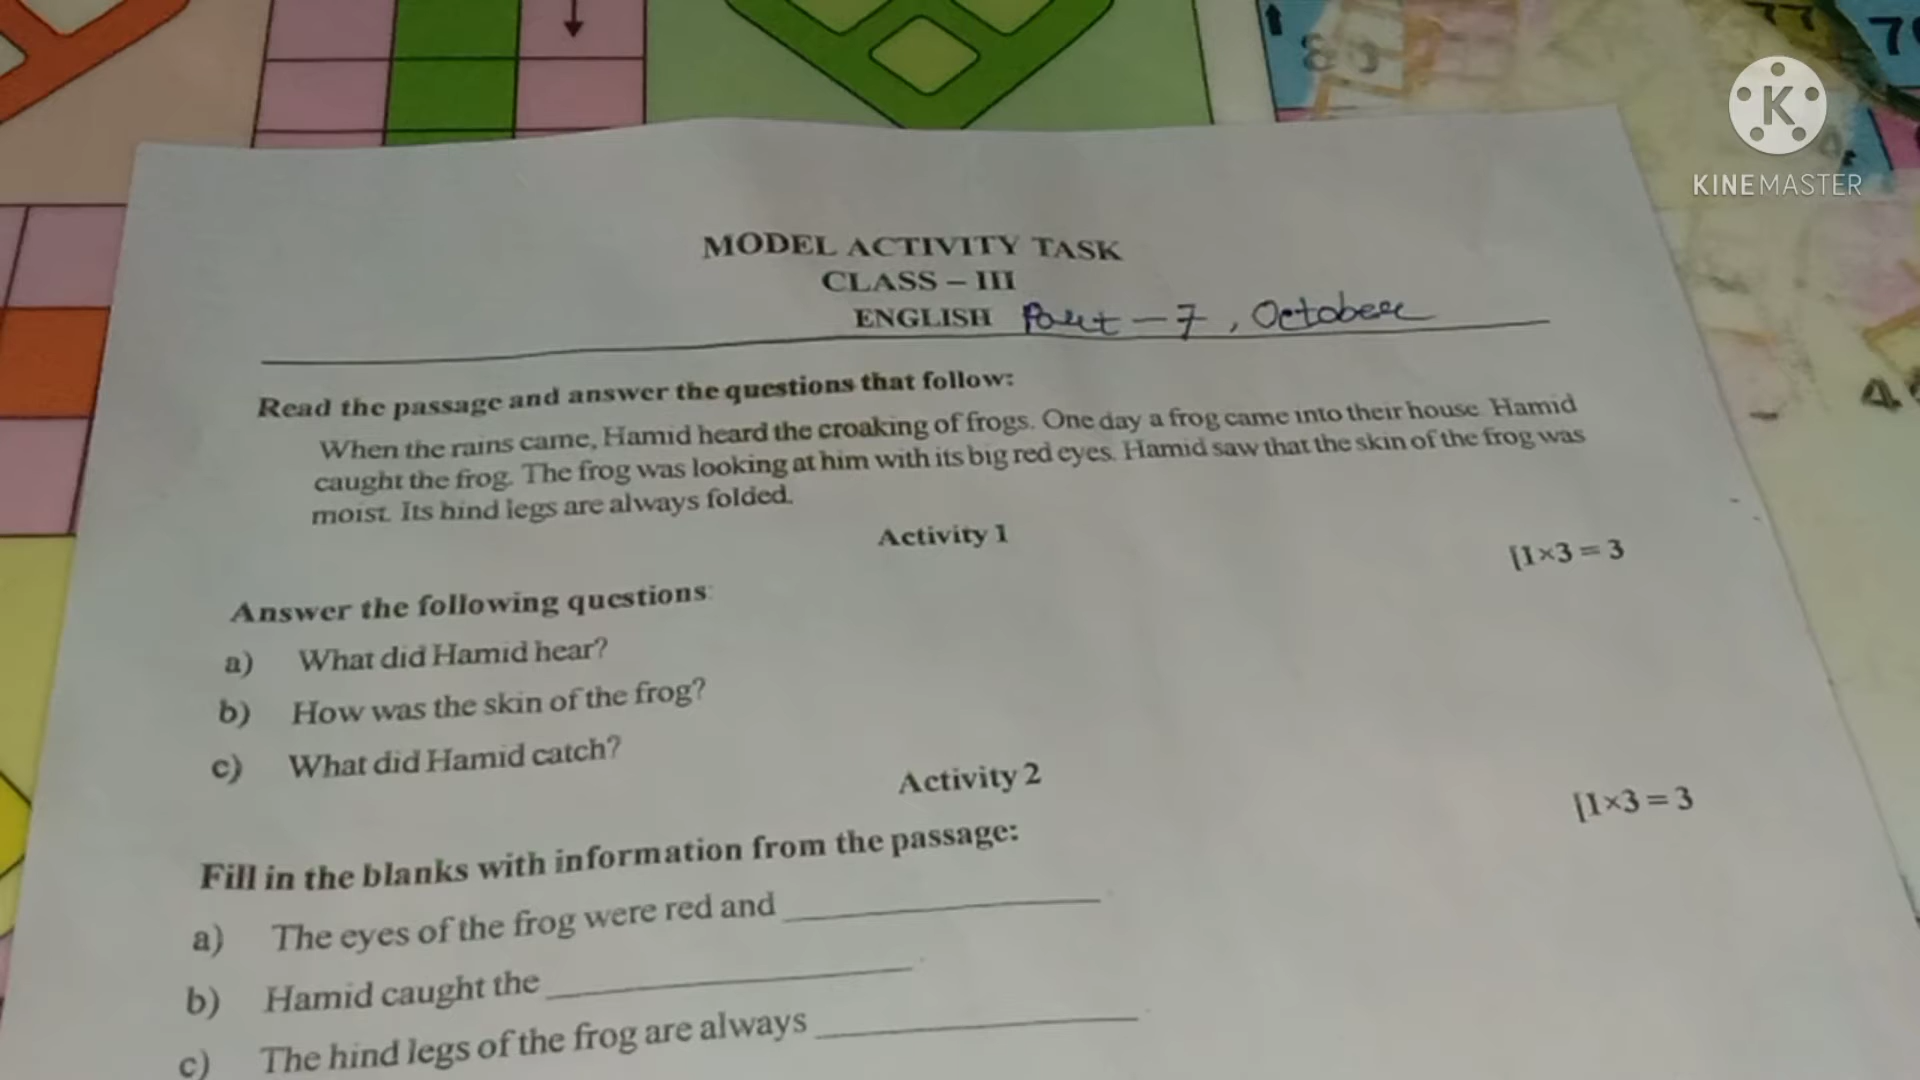 77
80
K
KINEMASTER
MODEL ACTIVITY TASK
CLASS – III
ENGLISH Part – 7, October
Read the passage and answer the questions that follow:
When the rains came, Hamid heard the croaking of frogs. One day a frog came into their house. Hamid
caught the frog. The frog was looking at him with its big red eyes. Hamid saw that the skin of the frog was
moist. Its hind legs are always folded.
Activity 1
[1×3 = 3
Answer the following questions:
a) What did Hamid hear?
b) How was the skin of the frog?
c) What did Hamid catch?
Activity 2
[1×3 = 3
Fill in the blanks with information from the passage:
a) The eyes of the frog were red and ____________.
b) Hamid caught the ____________.
c) The hind legs of the frog are always ____________.